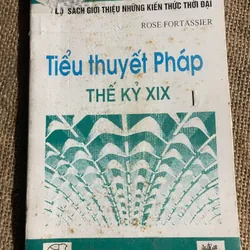 SÁCH GIỚI THIỆU NHỮNG KIẾN THỨC THỜI ĐẠI
ROSE FORTASSIER
Tiểu thuyết Pháp
THẾ KỶ XIX